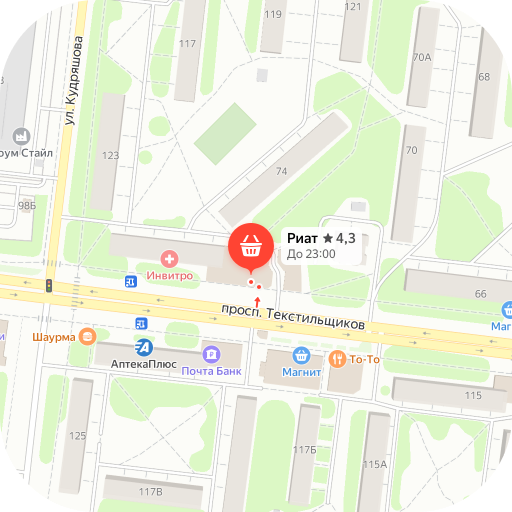 117
119
121
70А
68
ул. Кудряшова
рум Стайл
123
74
70
98Б
Риат ★ 4,3
До 23:00
Инвитро
66
просп. Текстильщиков
Магн
Шаурма
АптекаПлюс
Почта Банк
Магнит
То-То
115
125
117Б
115А
117В